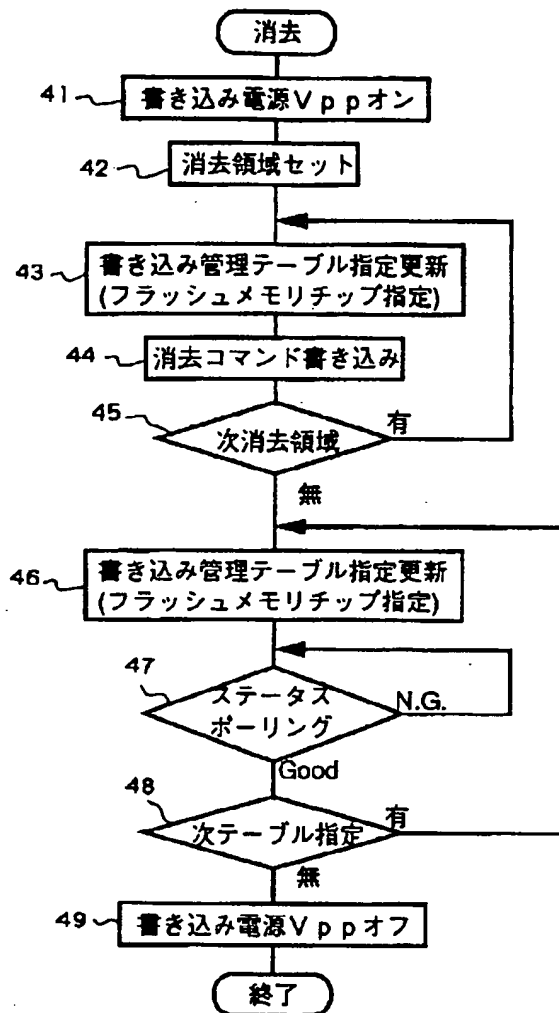 消去
41
書き込み電源Vppオン
42
消去領域セット
43
書き込み管理テーブル指定更新
(フラッシュメモリチップ指定)
44
消去コマンド書き込み
45
次消去領域
有
無
46
書き込み管理テーブル指定更新
(フラッシュメモリチップ指定)
47
ステータス
ポーリング
N.G.
Good
48
次テーブル指定
有
無
49
書き込み電源Vppオフ
終了